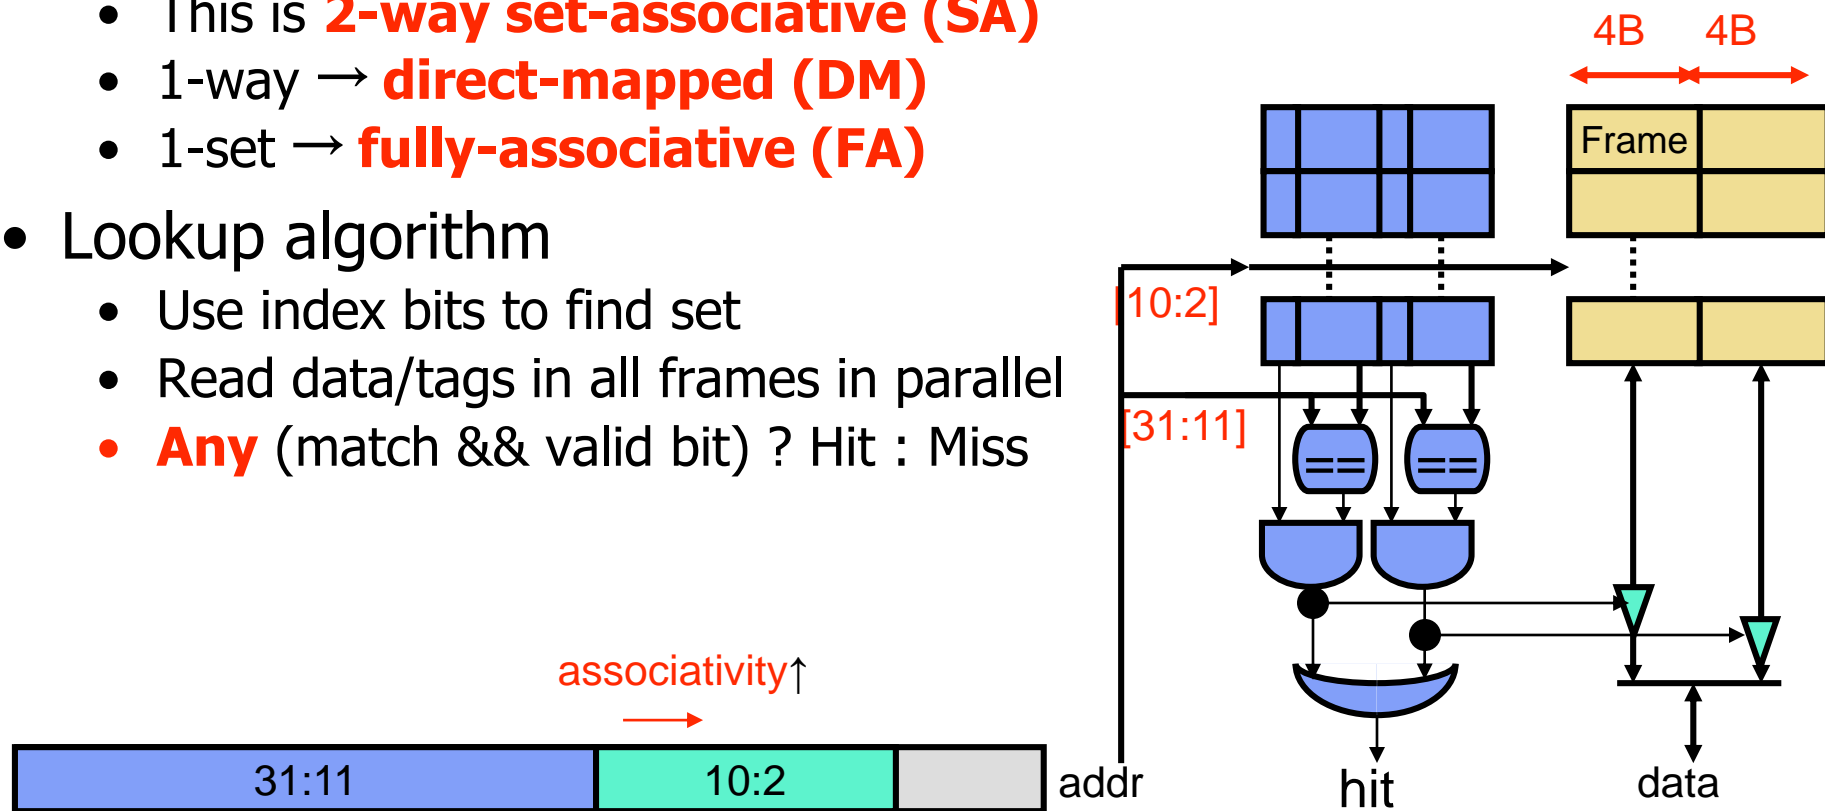 • This is 2-way set-associative (SA)
• 1-way → direct-mapped (DM)
• 1-set → fully-associative (FA)
• Lookup algorithm
• Use index bits to find set
• Read data/tags in all frames in parallel
• Any (match && valid bit) ? Hit : Miss
associativity↑
31:11 10:2
4B 4B
Frame
[10:2]
[31:11]
== ==
addr hit data